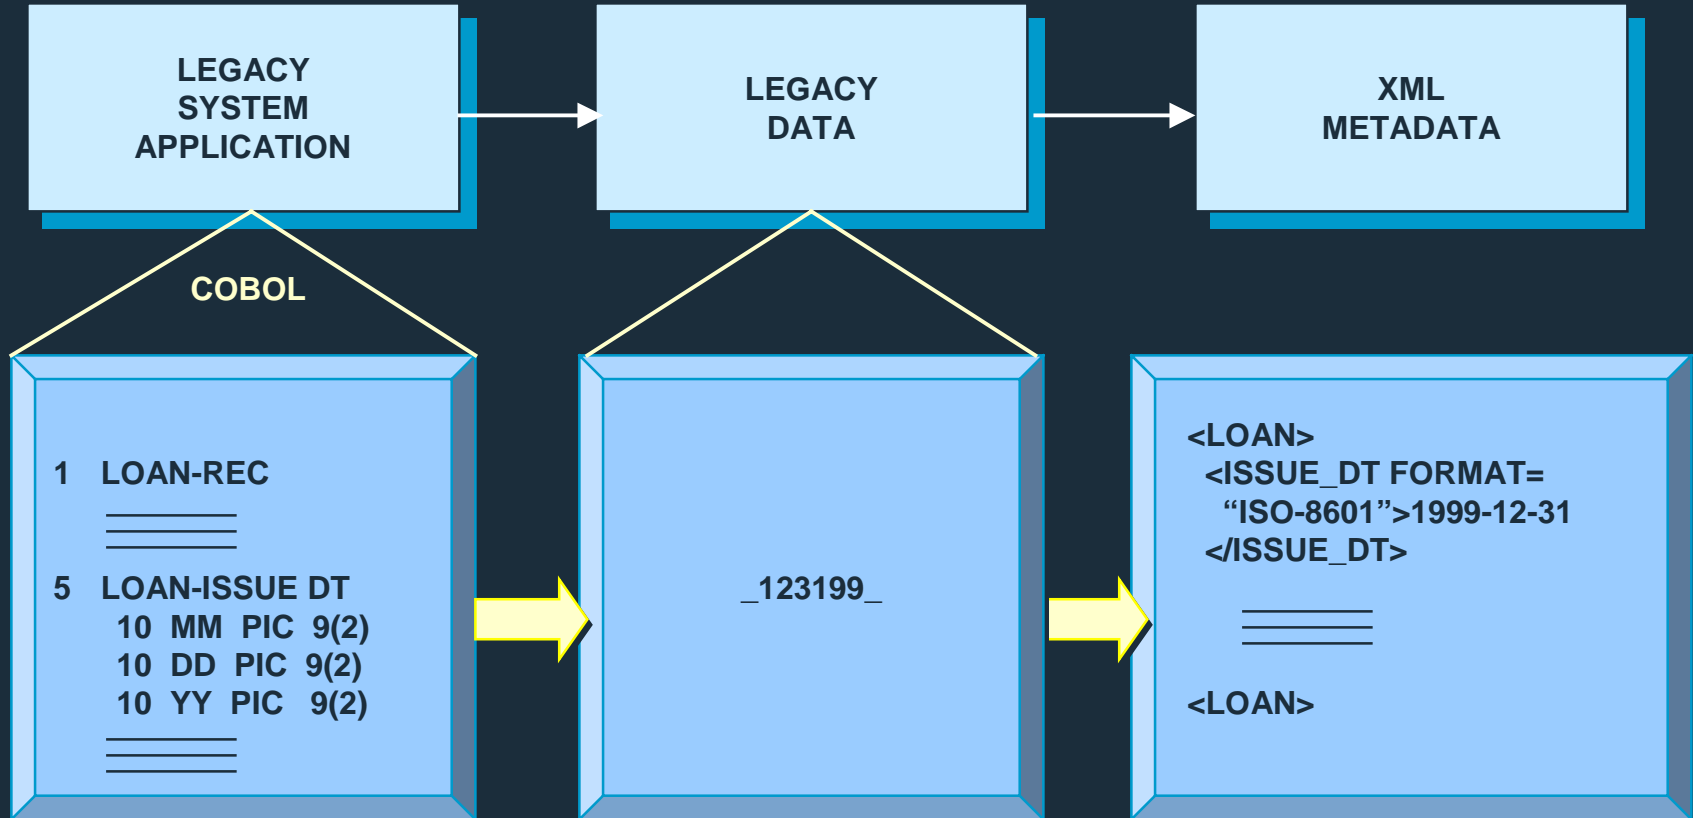 LEGACY
SYSTEM
APPLICATION
LEGACY
DATA
XML
METADATA
COBOL
1 LOAN-REC
5 LOAN-ISSUE DT
10 MM PIC 9(2)
10 DD PIC 9(2)
10 YY PIC 9(2)
_123199_
<LOAN>
<ISSUE_DT FORMAT=
“ISO-8601”>1999-12-31
</ISSUE_DT>
<LOAN>